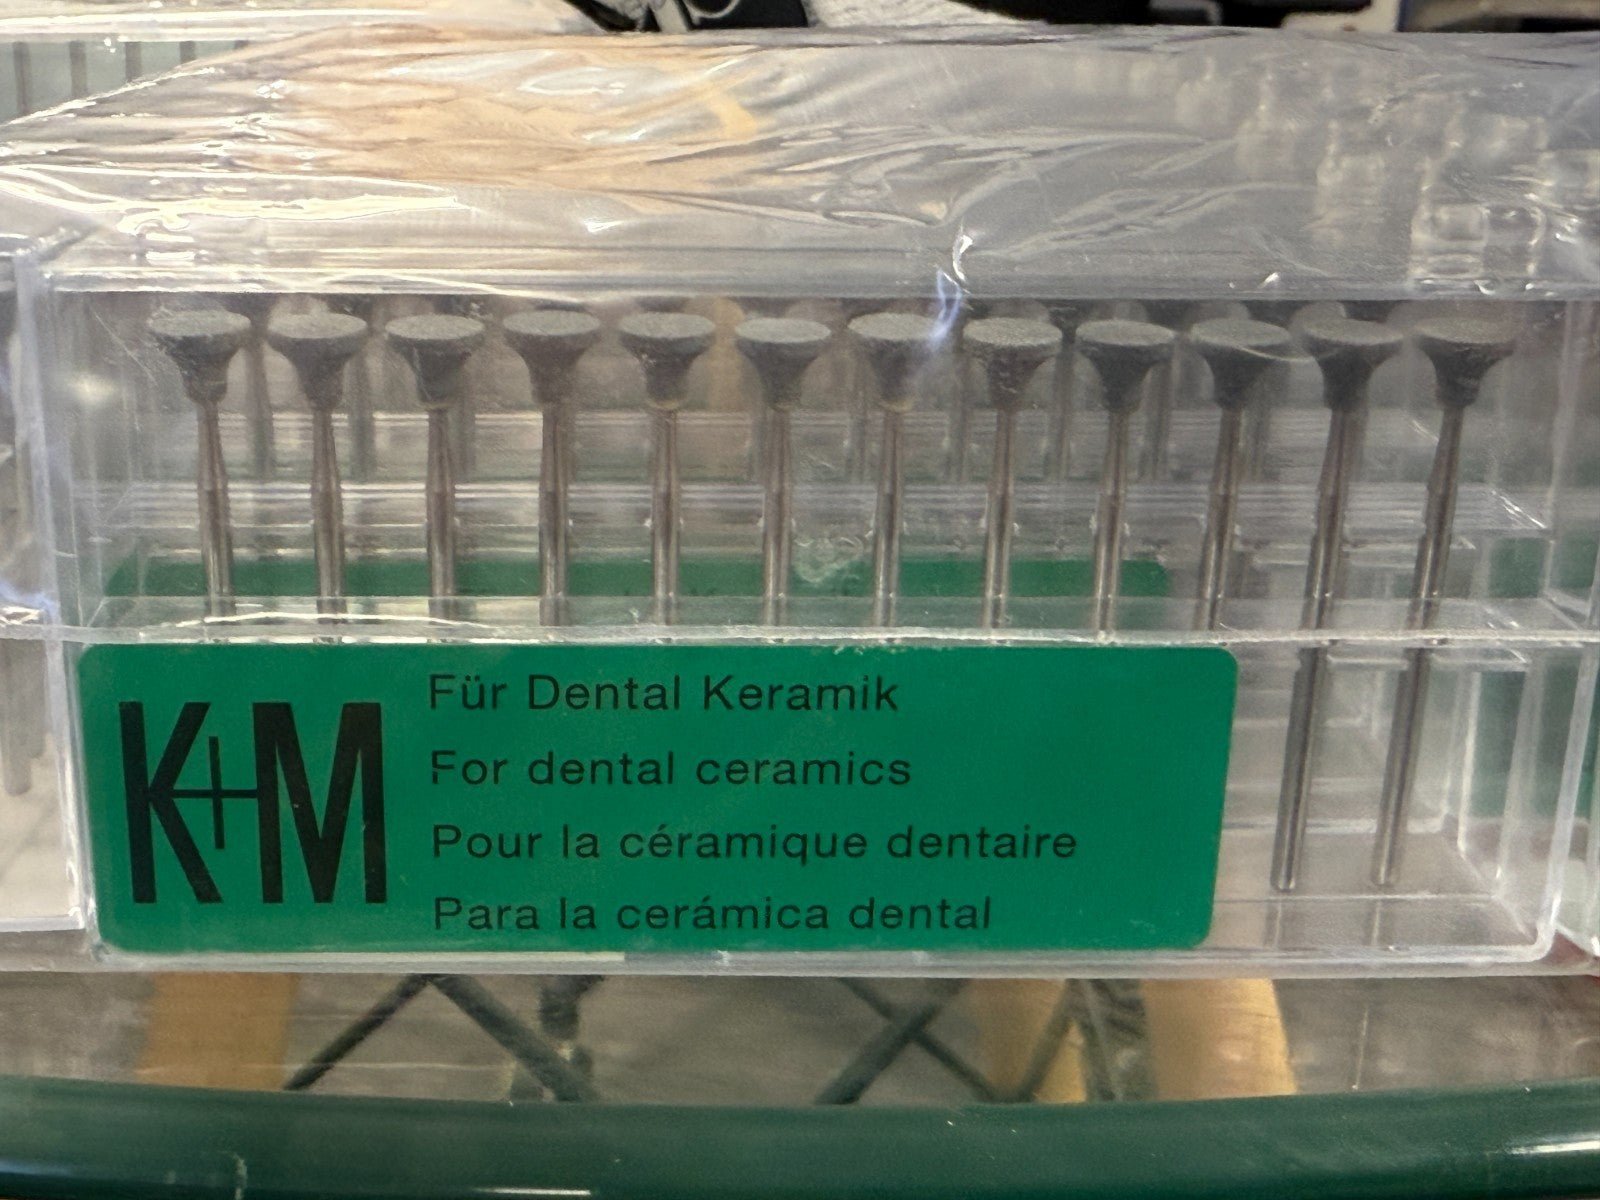 K+M
Für Dental Keramik
For dental ceramics
Pour la céramique dentaire
Para la cerámica dental